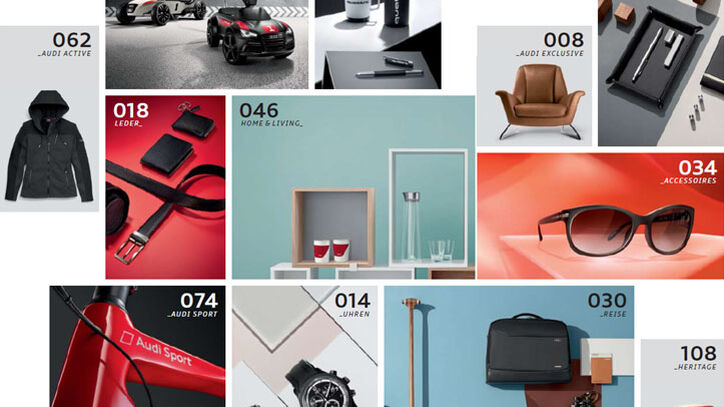 062
_AUDI ACTIVE
008
_AUDI EXCLUSIVE
018
LEDER_
046
HOME & LIVING_
034
_ACCESSOIRES
074
_AUDI SPORT
Audi Sport
014
_UHREN
030
_REISE
108
_HERITAGE